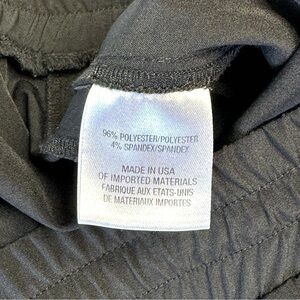 96% POLYESTER/POLYESTER
4% SPANDEX/SPANDEX
MADE IN USA
OF IMPORTED MATERIALS
FABRIQUE AUX ETATS-UNIS
DE MATERIAUX IMPORTES